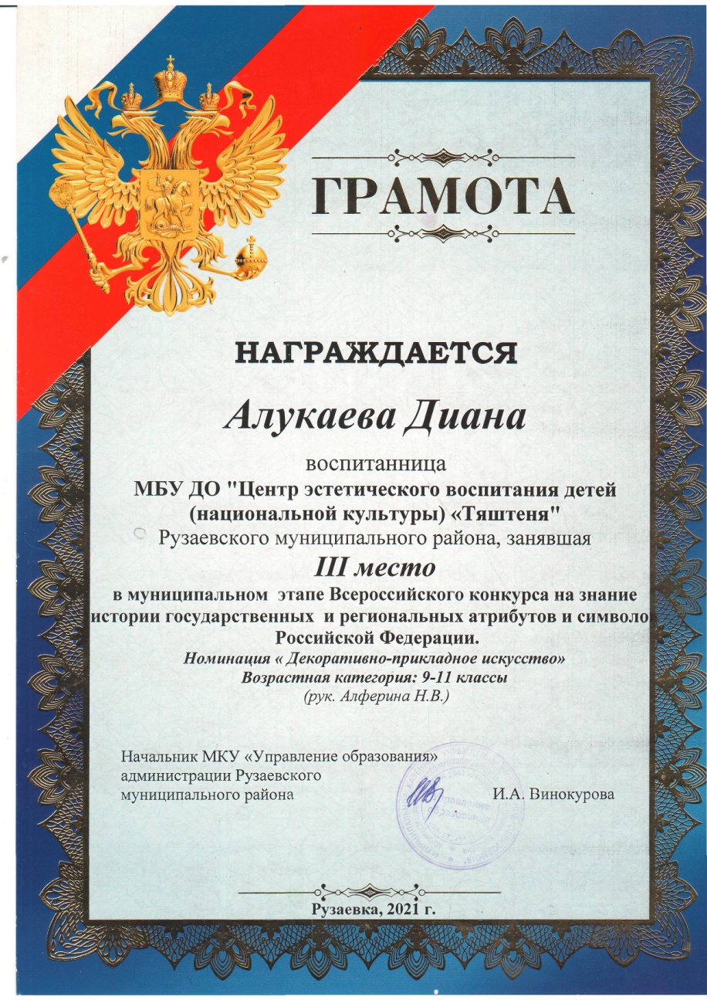 ГРАМОТА
НАГРАЖДАЕТСЯ
Алукаева Диана
воспитанница
МБУ ДО "Центр эстетического воспитания детей
(национальной культуры) «Тяштеня"
Рузаевского муниципального района, занявшая
III место
в муниципальном этапе Всероссийского конкурса на знание
истории государственных и региональных атрибутов и символов
Российской Федерации.
Номинация « Декоративно-прикладное искусство»
Возрастная категория: 9-11 классы
(рук. Алферина Н.В.)
Начальник МКУ «Управление образования»
администрации Рузаевского
муниципального района
И.А. Винокурова
Управление
образования
Рузаевка, 2021 г.